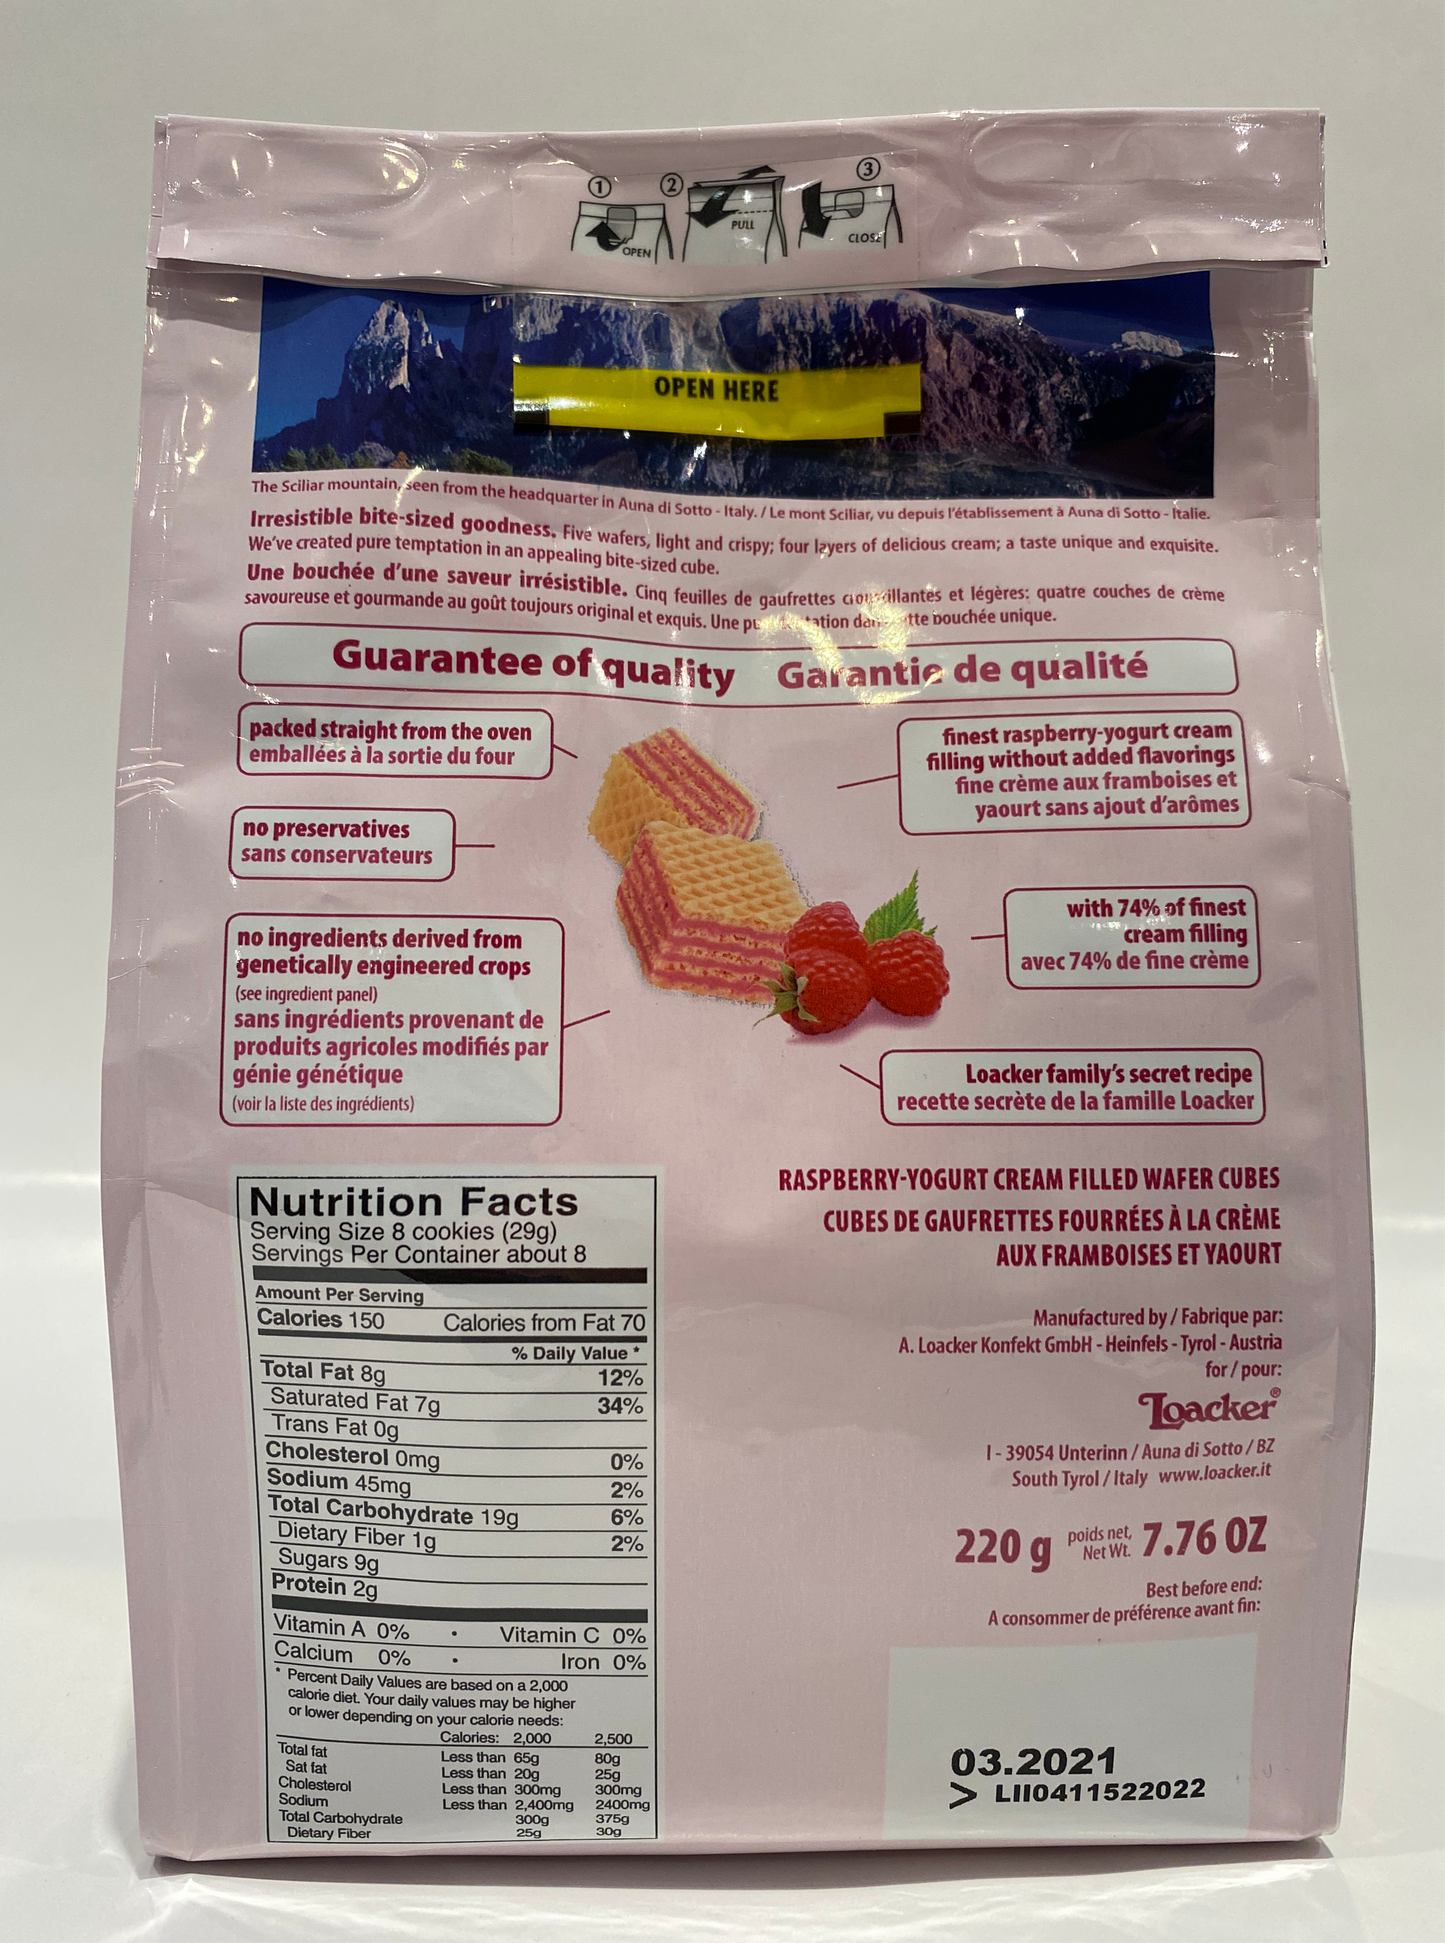 1 2 3
OPEN PULL CLOSE
OPEN HERE
The Sciliar mountain, seen from the headquarter in Auna di Sotto - Italy. / Le mont Sciliar, vu depuis l'établissement à Auna di Sotto - Italie.
Irresistible bite-sized goodness. Five wafers, light and crispy; four layers of delicious cream; a taste unique and exquisite.
We've created pure temptation in an appealing bite-sized cube.
Une bouchée d'une saveur irrésistible. Cinq feuilles de gaufrettes croustillantes et légères: quatre couches de crème
savoureuse et gourmande au goût toujours original et exquis. Une bouchée unique.
Guarantee of quality Garantie de qualité
packed straight from the oven
emballées à la sortie du four
no preservatives
sans conservateurs
no ingredients derived from
genetically engineered crops
(see ingredient panel)
sans ingrédients provenant de
produits agricoles modifiés par
génie génétique
(voir la liste des ingrédients)
finest raspberry-yogurt cream
filling without added flavorings
fine crème aux framboises et
yaourt sans ajout d'arômes
with 74% of finest
cream filling
avec 74% de fine crème
Loacker family's secret recipe
recette secrète de la famille Loacker
Nutrition Facts
Serving Size 8 cookies (29g)
Servings Per Container about 8
Amount Per Serving
Calories 150 Calories from Fat 70
% Daily Value *
Total Fat 8g 12%
Saturated Fat 7g 34%
Trans Fat 0g
Cholesterol 0mg 0%
Sodium 45mg 2%
Total Carbohydrate 19g 6%
Dietary Fiber 1g 2%
Sugars 9g
Protein 2g
Vitamin A 0% • Vitamin C 0%
Calcium 0% • Iron 0%
* Percent Daily Values are based on a 2,000
calorie diet. Your daily values may be higher
or lower depending on your calorie needs:
Calories: 2,000 2,500
Total fat Less than 65g 80g
Sat fat Less than 20g 25g
Cholesterol Less than 300mg 300mg
Sodium Less than 2,400mg 2400mg
Total Carbohydrate 300g 375g
Dietary Fiber 25g 30g
RASPBERRY-YOGURT CREAM FILLED WAFER CUBES
CUBES DE GAUFRETTES FOURRÉES À LA CRÈME
AUX FRAMBOISES ET YAOURT
Manufactured by / Fabrique par:
A. Loacker Konfekt GmbH - Heinfels - Tyrol - Austria
for / pour:
Loacker®
I - 39054 Unterinn / Auna di Sotto / BZ
South Tyrol / Italy www.loacker.it
220 g poids net, Net Wt. 7.76 OZ
Best before end:
A consommer de préférence avant fin:
03.2021
> LII0411522022